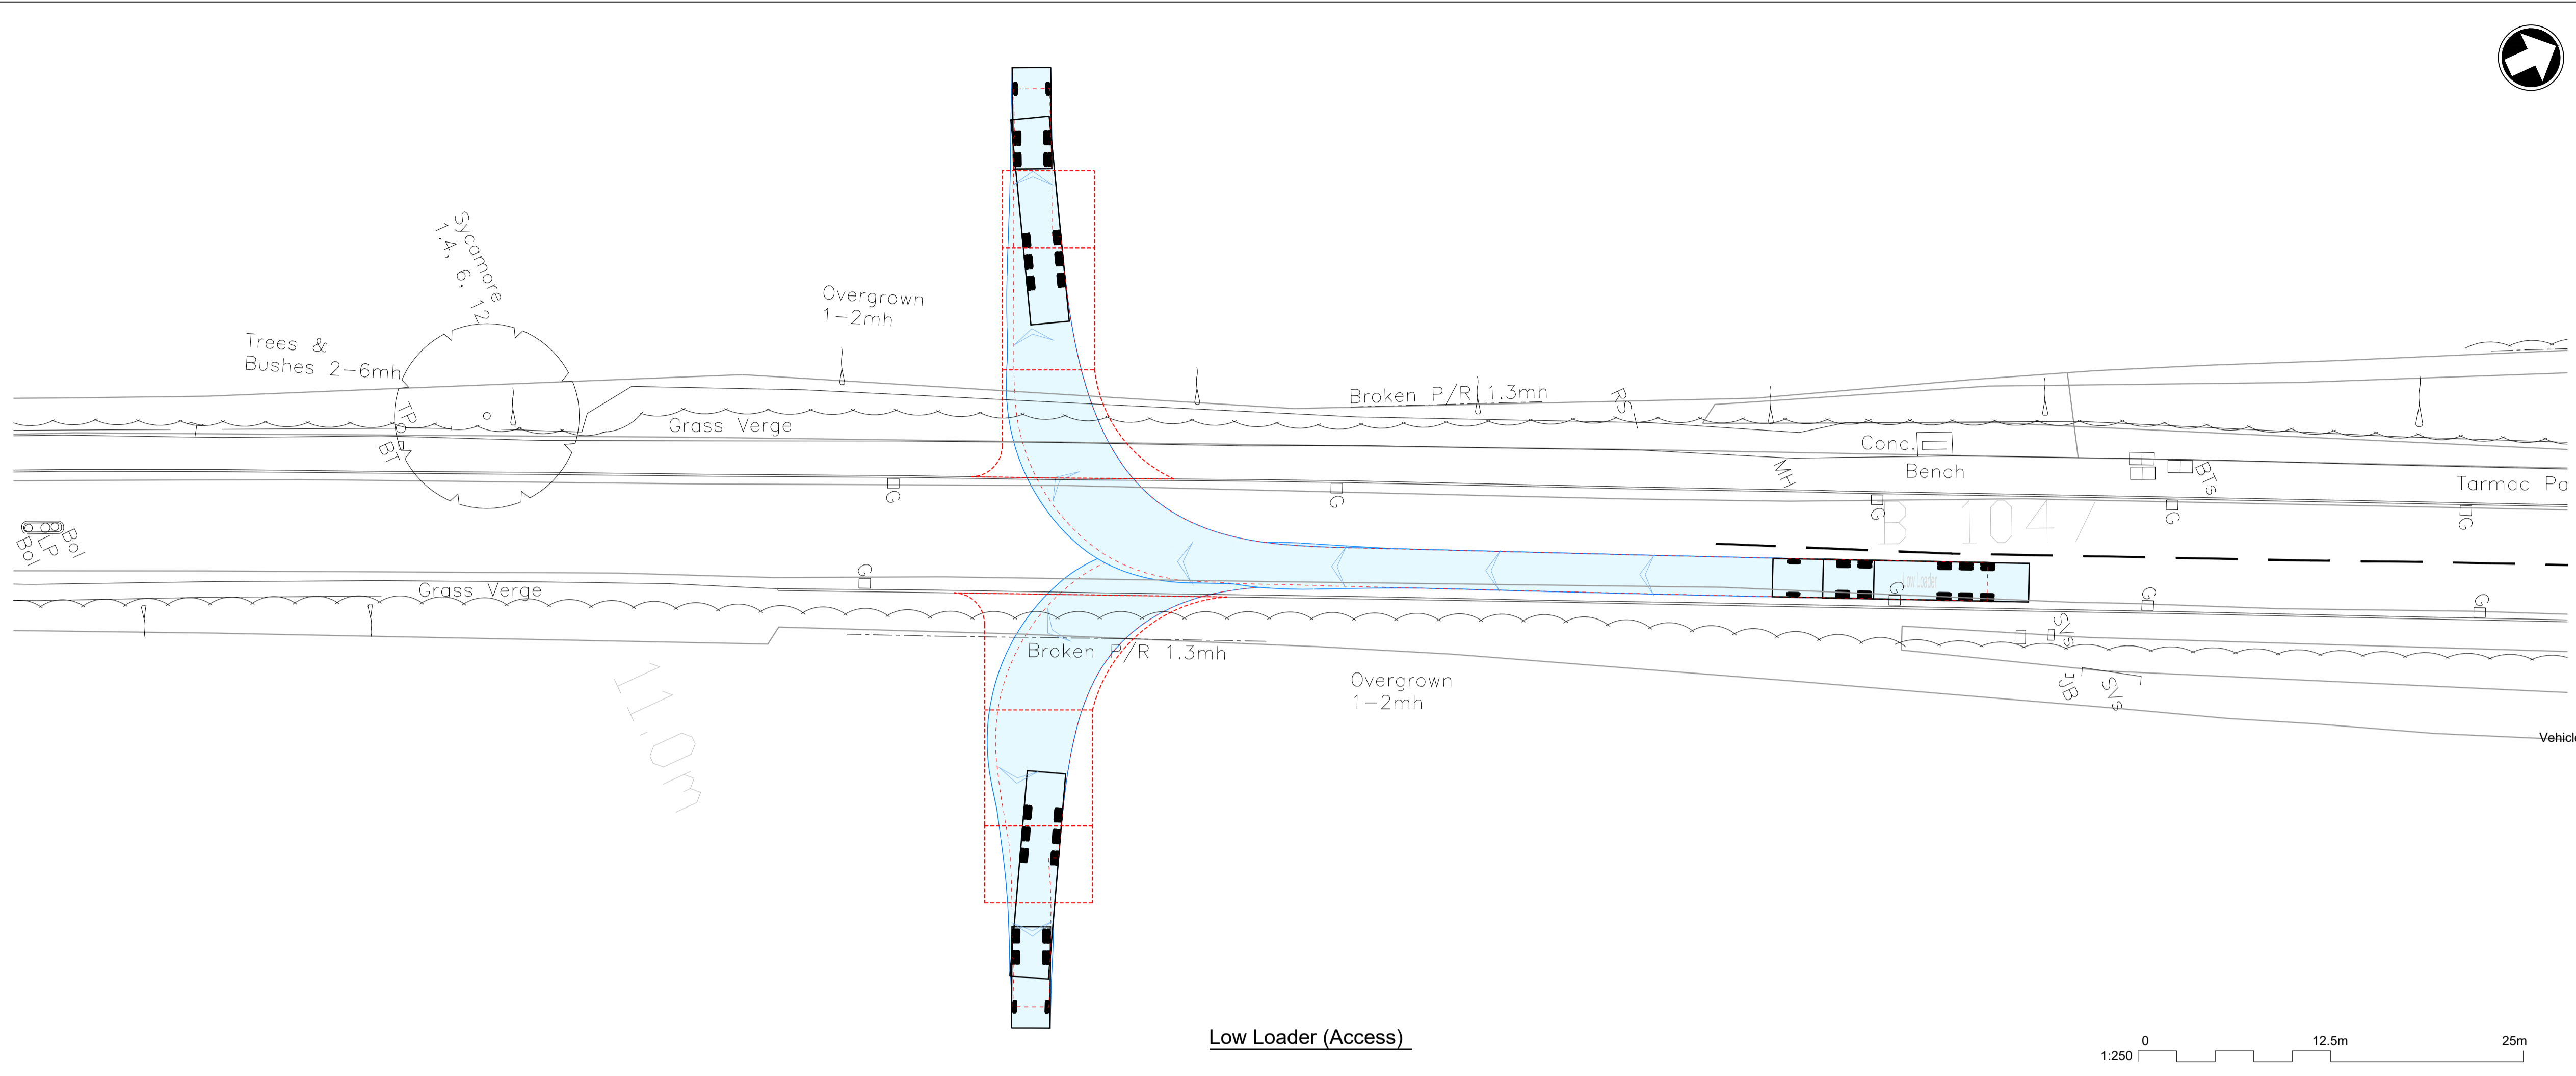 Sycamore
1.4, 6, 12
Overgrown
1-2mh
Trees &
Bushes 2-6mh
Broken P/R 1.3mh
RS
TP
BT
Grass Verge
Conc.
Bench
MH
BTs
Tarmac Pa
G
G
G
G
G
B 1047
Bol
LP
Bol
G
Grass Verge
Low Loader
G
G
G
SVs
Broken P/R 1.3mh
Overgrown
1-2mh
JB
SVs
11.0m
Vehicle
Low Loader (Access)
0
12.5m
25m
1:250